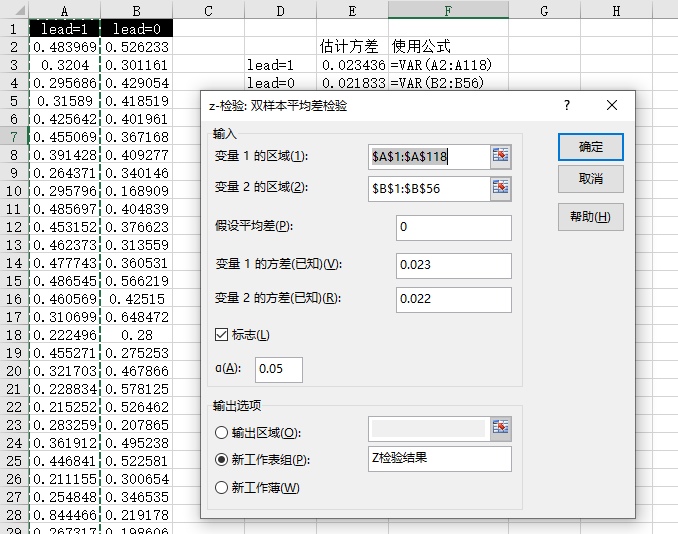 A B C D E F G H
1 lead=1 lead=0
2 0.483969 0.526233 估计方差 使用公式
3 0.3204 0.301161 lead=1 0.023436 =VAR(A2:A118)
4 0.295686 0.429054 lead=0 0.021833 =VAR(B2:B56)
5 0.31589 0.418519
6 0.425642 0.401961
7 0.455069 0.367168
8 0.391428 0.409277
9 0.264371 0.340146
10 0.295796 0.168909
11 0.485697 0.404839
12 0.453152 0.376623
13 0.462373 0.313559
14 0.477743 0.360531
15 0.486545 0.566219
16 0.460569 0.42515
17 0.310699 0.648472
18 0.222496 0.28
19 0.455271 0.275253
20 0.321703 0.467866
21 0.228834 0.578125
22 0.215252 0.526462
23 0.283259 0.207865
24 0.361912 0.495238
25 0.446841 0.522581
26 0.211155 0.300654
27 0.254848 0.346535
28 0.844466 0.219178
29 0.267317 0.198606
z-检验: 双样本平均差检验 ?
输入
变量 1 的区域(1): $A$1:$A$118
变量 2 的区域(2): $B$1:$B$56
假设平均差(P): 0
变量 1 的方差(已知)(V): 0.023
变量 2 的方差(已知)(R): 0.022
标志(L)
α(A): 0.05
输出选项
输出区域(O):
新工作表组(P): Z检验结果
新工作薄(W)
确定
取消
帮助(H)